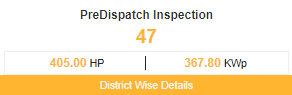 PreDispatch Inspection
47
405.00 HP | 367.80 KWp
District Wise Details